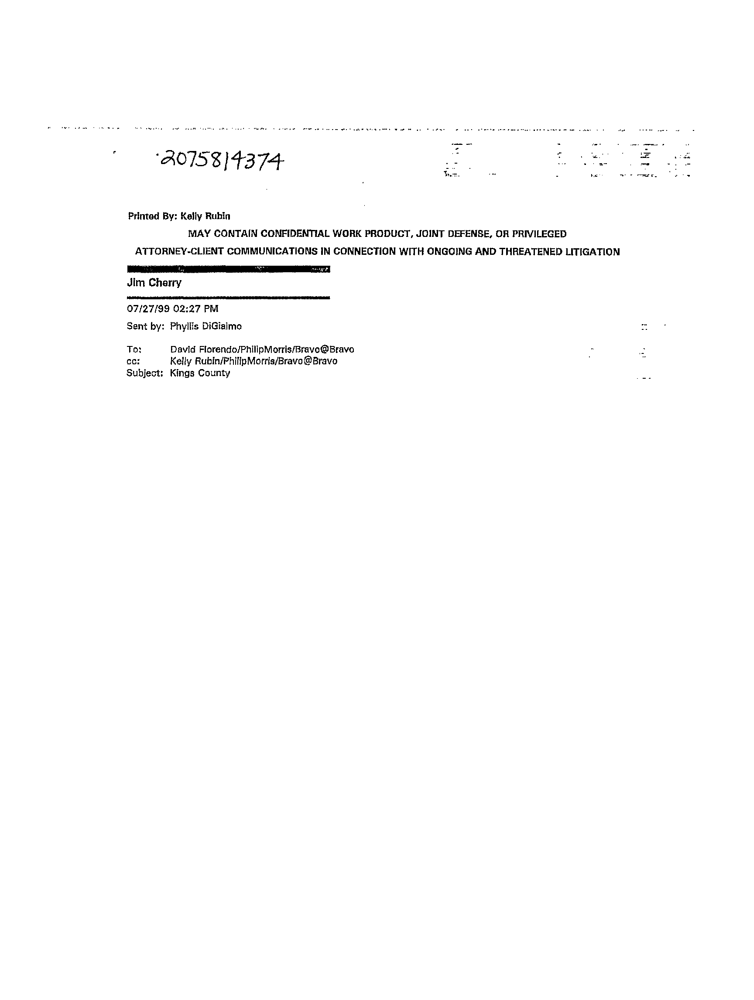 2075814374
Printed By: Kelly Rubin
MAY CONTAIN CONFIDENTIAL WORK PRODUCT, JOINT DEFENSE, OR PRIVILEGED
ATTORNEY-CLIENT COMMUNICATIONS IN CONNECTION WITH ONGOING AND THREATENED LITIGATION
Jim Cherry
07/27/99 02:27 PM
Sent by: Phyllis DiGialmo
To: David Florendo/PhilipMorris/Bravo@Bravo
cc: Kelly Rubin/PhilipMorris/Bravo@Bravo
Subject: Kings County